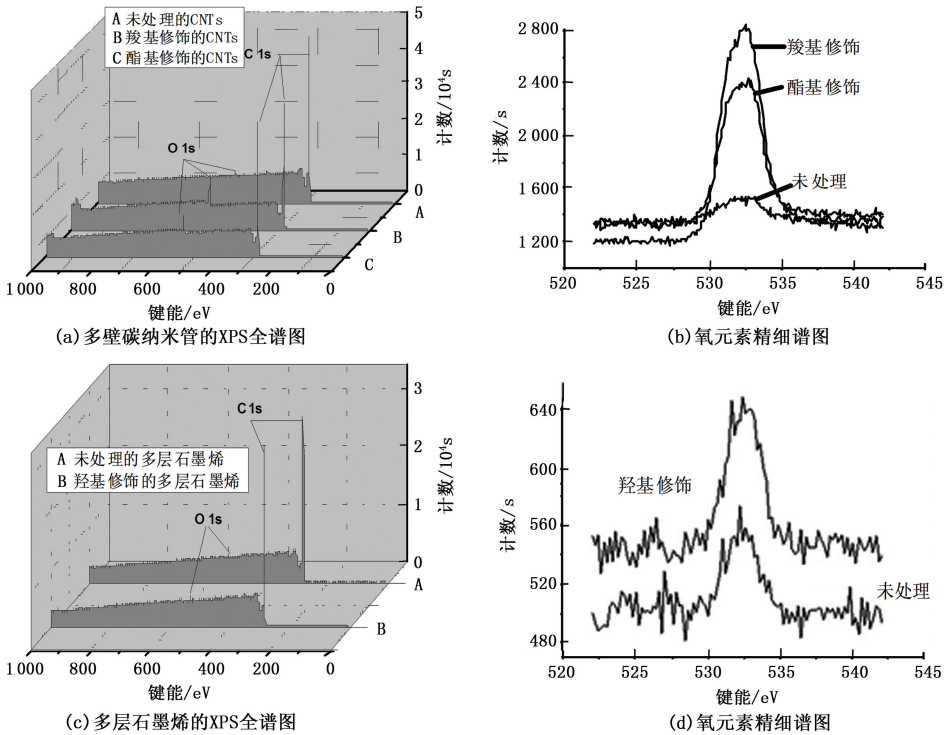 A 未处理的CNTs
B 羧基修饰的CNTs
C 酯基修饰的CNTs
C 1s
O 1s
5
4
3
2
1
0
计数/10⁴s
A
B
C
1 000 800 600 400 200 0
键能/eV
(a)多壁碳纳米管的XPS全谱图
2 800
2 400
2 000
1 600
1 200
计数/s
羧基修饰
酯基修饰
未处理
520 525 530 535 540 545
键能/eV
(b)氧元素精细谱图
C 1s
A 未处理的多层石墨烯
B 羟基修饰的多层石墨烯
O 1s
3
2
1
0
计数/10⁴s
A
B
1 000 800 600 400 200 0
键能/eV
(c)多层石墨烯的XPS全谱图
640
600
560
520
480
计数/s
羟基修饰
未处理
520 525 530 535 540 545
键能/eV
(d)氧元素精细谱图